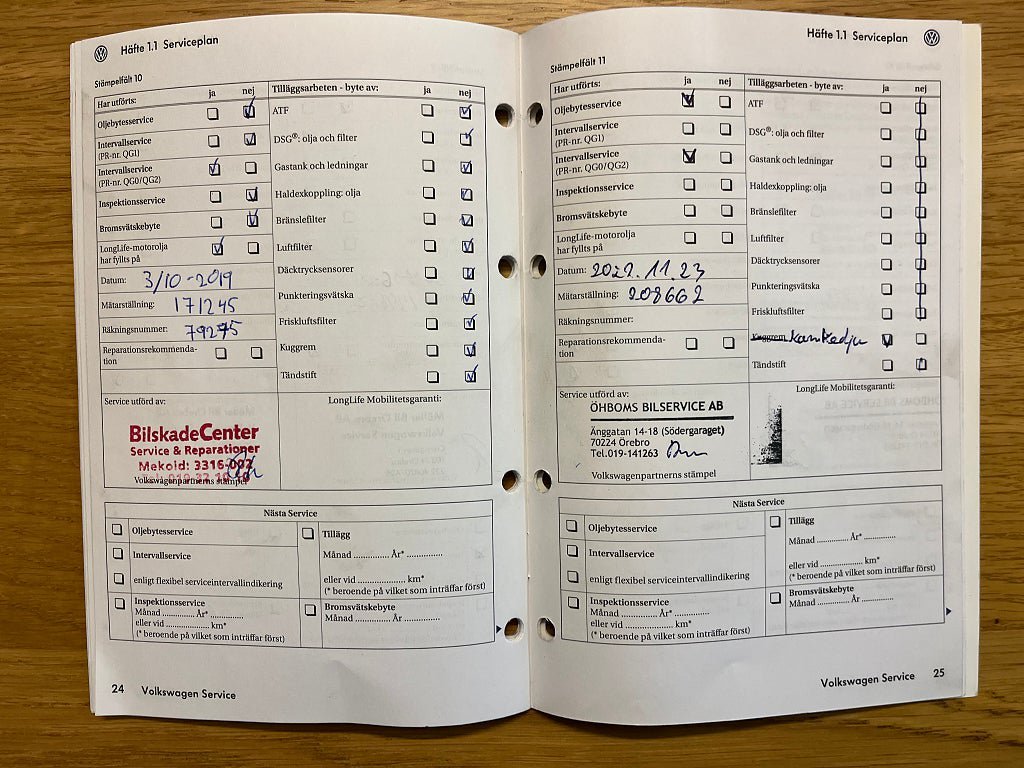 Häfte 1.1 Serviceplan
Stämpelfält 10
Har utförts: ja nej
Oljebytesservice
Intervallservice
(PR-nr. QG1)
Intervallservice
(PR-nr. QG0/QG2)
Inspektionsservice
Bromsvätskebyte
LongLife-motorolja
har fyllts på
Datum: 3/10-2019
Mätarställning: 171245
Räkningsnummer:
Reparationsrekommenda-
tion
Tilläggsarbeten - byte av: ja nej
ATF
DSG®: olja och filter
Gastank och ledningar
Haldexkoppling: olja
Bränslefilter
Luftfilter
Däcktrycksensorer
Punkteringsvätska
Friskluftsfilter
Kuggrem
Tändstift
Service utförd av:
BilskadeCenter
Service & Reparationer
Mekoid: 3316-002
Volkswagenpartnerns stämpel
LongLife Mobilitetsgaranti:
Nästa Service
Oljebytesservice
Intervallservice
enligt flexibel serviceintervallindikering
Inspektionsservice
Månad ............. År* .............
eller vid .................... km*
(* beroende på vilket som inträffar först)
Tillägg
Månad ............. År* .............
eller vid .................... km*
(* beroende på vilket som inträffar först)
Bromsvätskebyte
Månad ............. År .............
24 Volkswagen Service
Häfte 1.1 Serviceplan
Stämpelfält 11
Har utförts: ja nej
Oljebytesservice
Intervallservice
(PR-nr. QG1)
Intervallservice
(PR-nr. QG0/QG2)
Inspektionsservice
Bromsvätskebyte
LongLife-motorolja
har fyllts på
Datum: 2022.11.23
Mätarställning: 208662
Räkningsnummer:
Reparationsrekommenda-
tion
Tilläggsarbeten - byte av: ja nej
ATF
DSG®: olja och filter
Gastank och ledningar
Haldexkoppling: olja
Bränslefilter
Luftfilter
Däcktrycksensorer
Punkteringsvätska
Friskluftsfilter
Kuggrem kamkedja
Tändstift
Service utförd av:
ÖHBOMS BILSERVICE AB
Änggatan 14-18 (Södergaraget)
70224 Örebro
Tel.019-141263
Volkswagenpartnerns stämpel
LongLife Mobilitetsgaranti:
Nästa Service
Oljebytesservice
Intervallservice
enligt flexibel serviceintervallindikering
Inspektionsservice
Månad ............. År* .............
eller vid .................... km*
(* beroende på vilket som inträffar först)
Tillägg
Månad ............. År* .............
eller vid .................... km*
(* beroende på vilket som inträffar först)
Bromsvätskebyte
Månad ............. År .............
Volkswagen Service 25